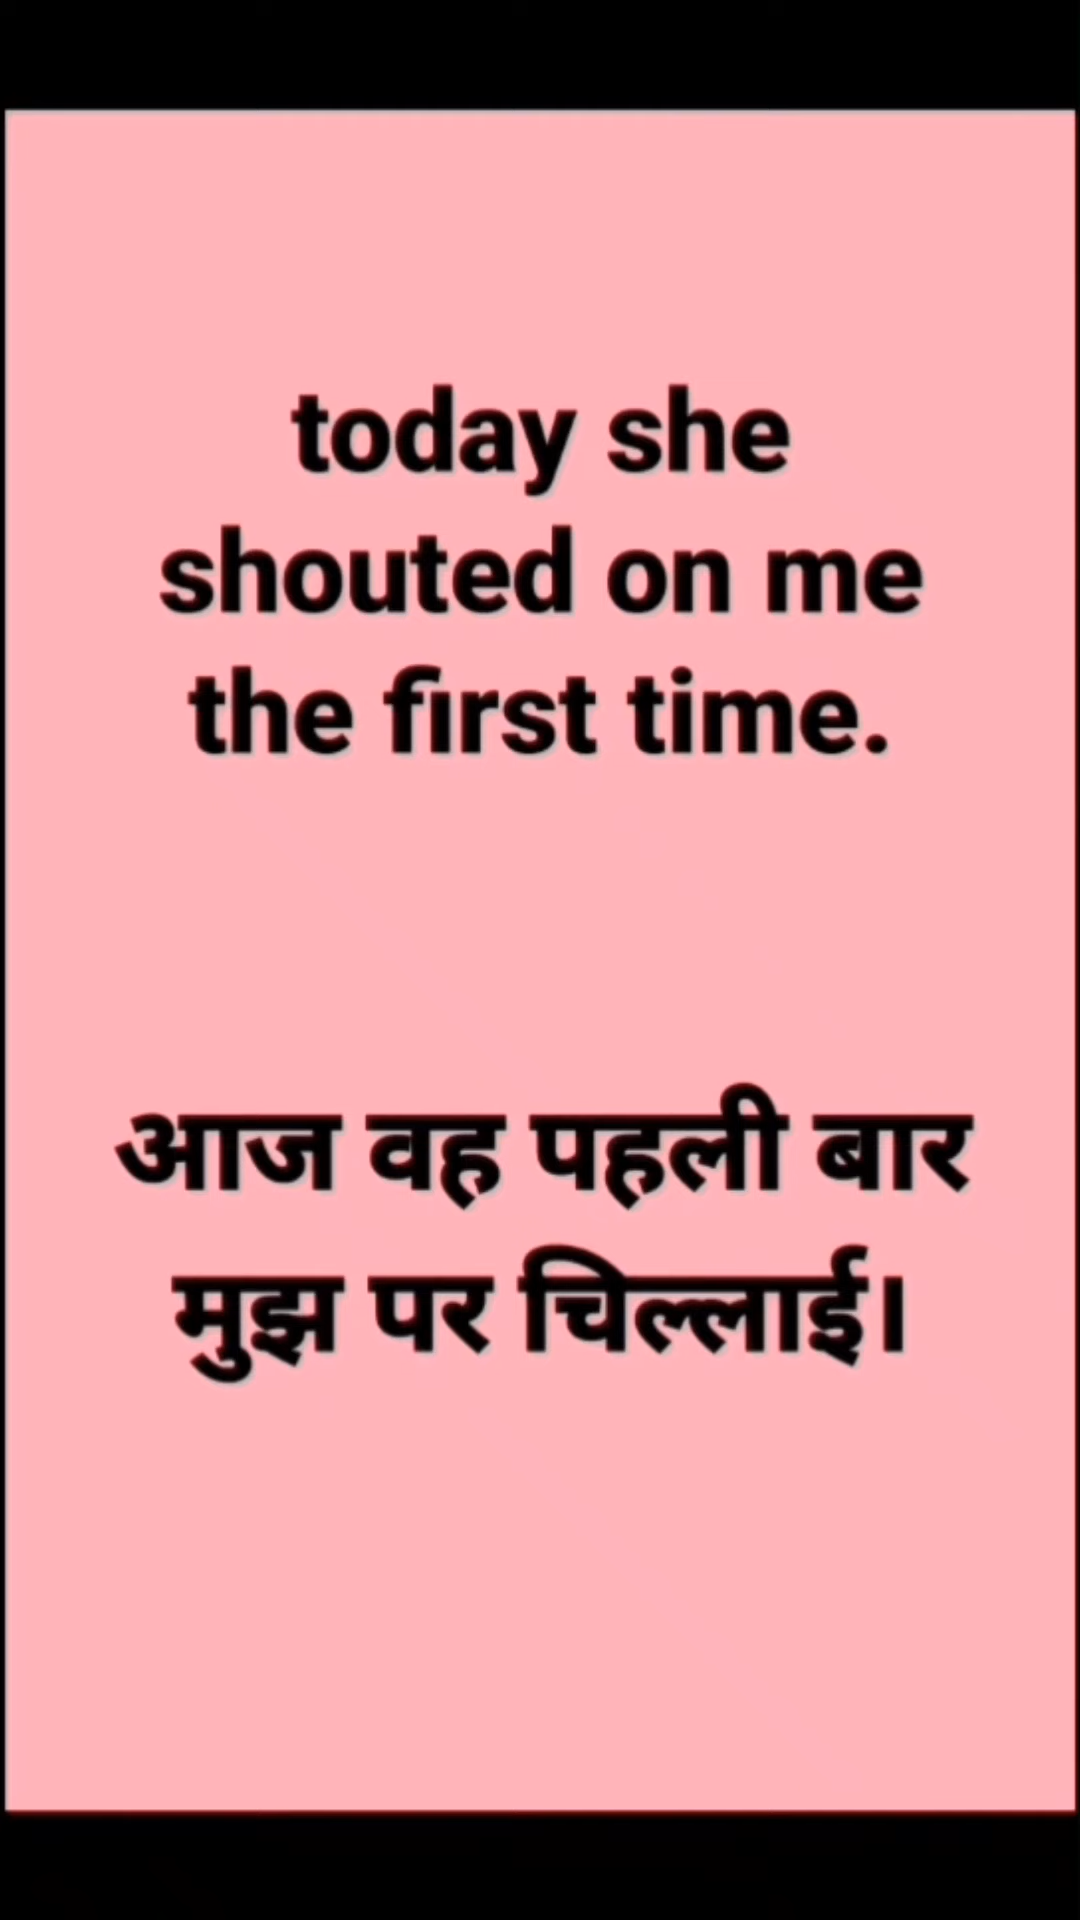 today she
shouted on me
the first time.
आज वह पहली बार
मुझ पर चिल्लाई।